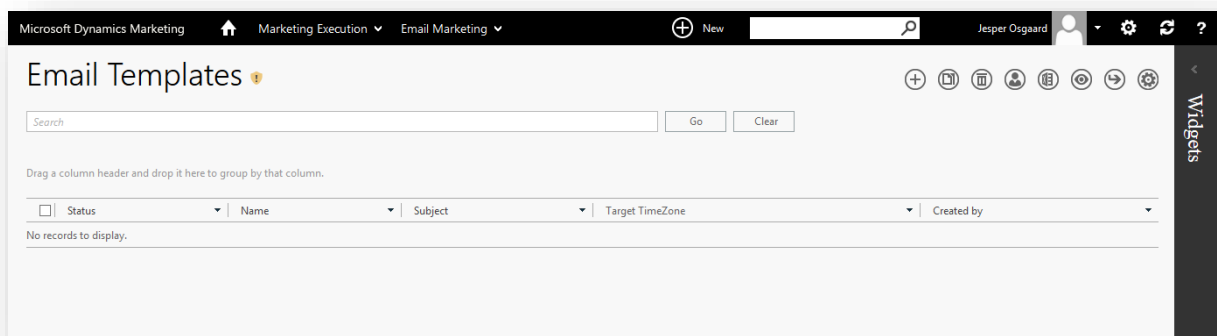 Microsoft Dynamics Marketing Marketing Execution Email Marketing New Jesper Osgaard ?
Email Templates
Widgets
Search Go Clear
Drag a column header and drop it here to group by that column.
Status Name Subject Target TimeZone Created by
No records to display.